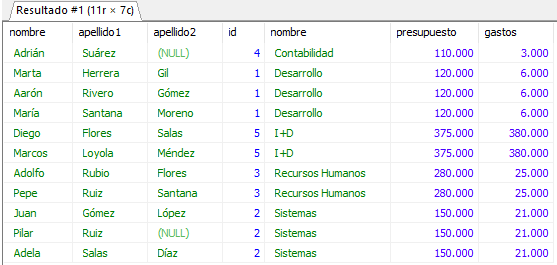 Resultado #1 (11r × 7c)
nombre apellido1 apellido2 id nombre presupuesto gastos
Adrián Suárez (NULL) 4 Contabilidad 110.000 3.000
Marta Herrera Gil 1 Desarrollo 120.000 6.000
Aarón Rivero Gómez 1 Desarrollo 120.000 6.000
María Santana Moreno 1 Desarrollo 120.000 6.000
Diego Flores Salas 5 I+D 375.000 380.000
Marcos Loyola Méndez 5 I+D 375.000 380.000
Adolfo Rubio Flores 3 Recursos Humanos 280.000 25.000
Pepe Ruiz Santana 3 Recursos Humanos 280.000 25.000
Juan Gómez López 2 Sistemas 150.000 21.000
Pilar Ruiz (NULL) 2 Sistemas 150.000 21.000
Adela Salas Díaz 2 Sistemas 150.000 21.000